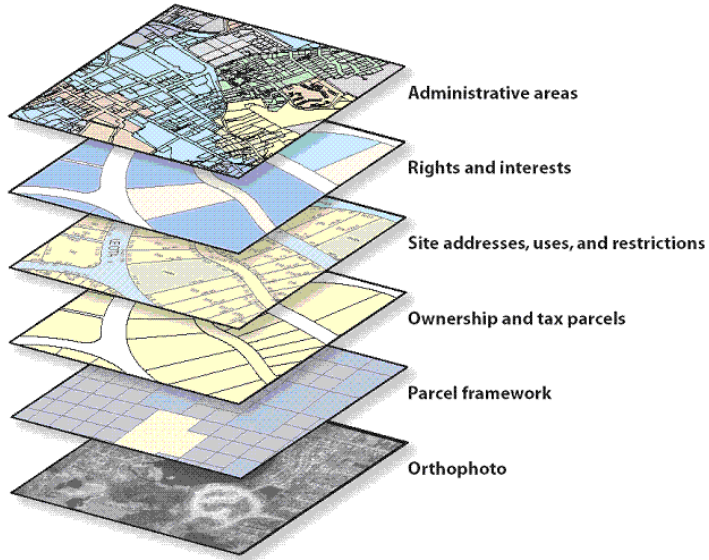 Administrative areas
Rights and interests
Site addresses, uses, and restrictions
Ownership and tax parcels
Parcel framework
Orthophoto